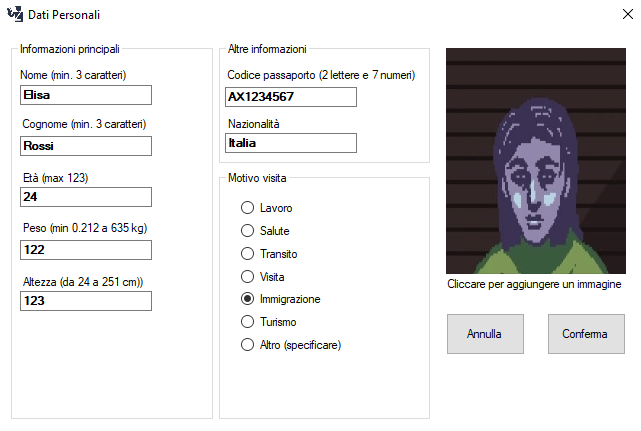 Dati Personali
Informazioni principali
Nome (min. 3 caratteri)
Elisa
Cognome (min. 3 caratteri)
Rossi
Età (max 123)
24
Peso (min 0.212 a 635 kg)
122
Altezza (da 24 a 251 cm))
123
Altre informazioni
Codice passaporto (2 lettere e 7 numeri)
AX1234567
Nazionalità
Italia
Motivo visita
Lavoro
Salute
Transito
Visita
Immigrazione
Turismo
Altro (specificare)
Cliccare per aggiungere un immagine
Annulla
Conferma